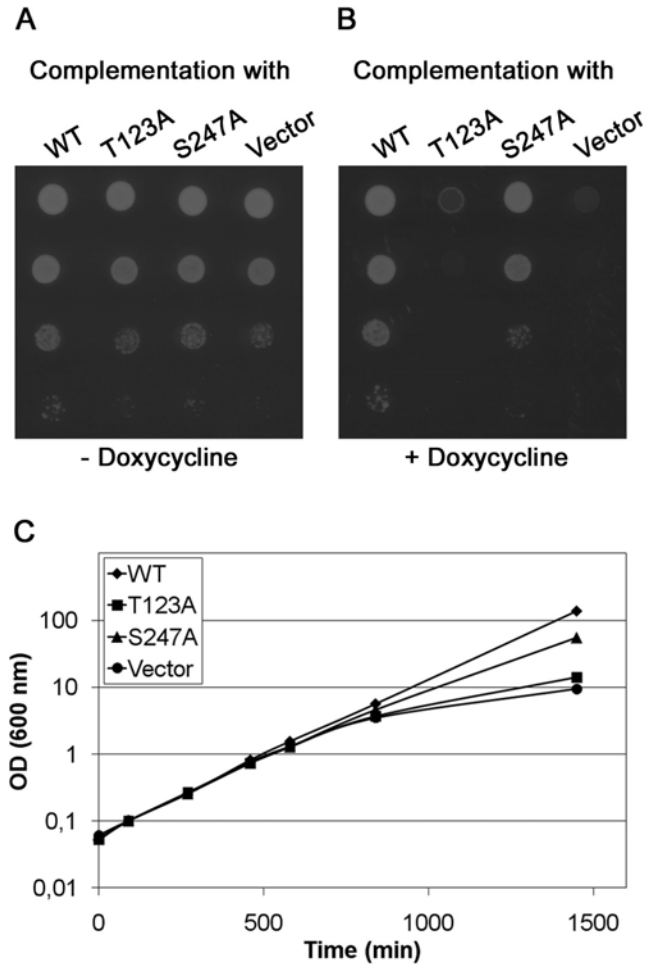 A
Complementation with
WT T123A S247A Vector
- Doxycycline
B
Complementation with
WT T123A S247A Vector
+ Doxycycline
C
WT
T123A
S247A
Vector
100
10
1
0,1
0,01
OD (600 nm)
0 500 1000 1500
Time (min)